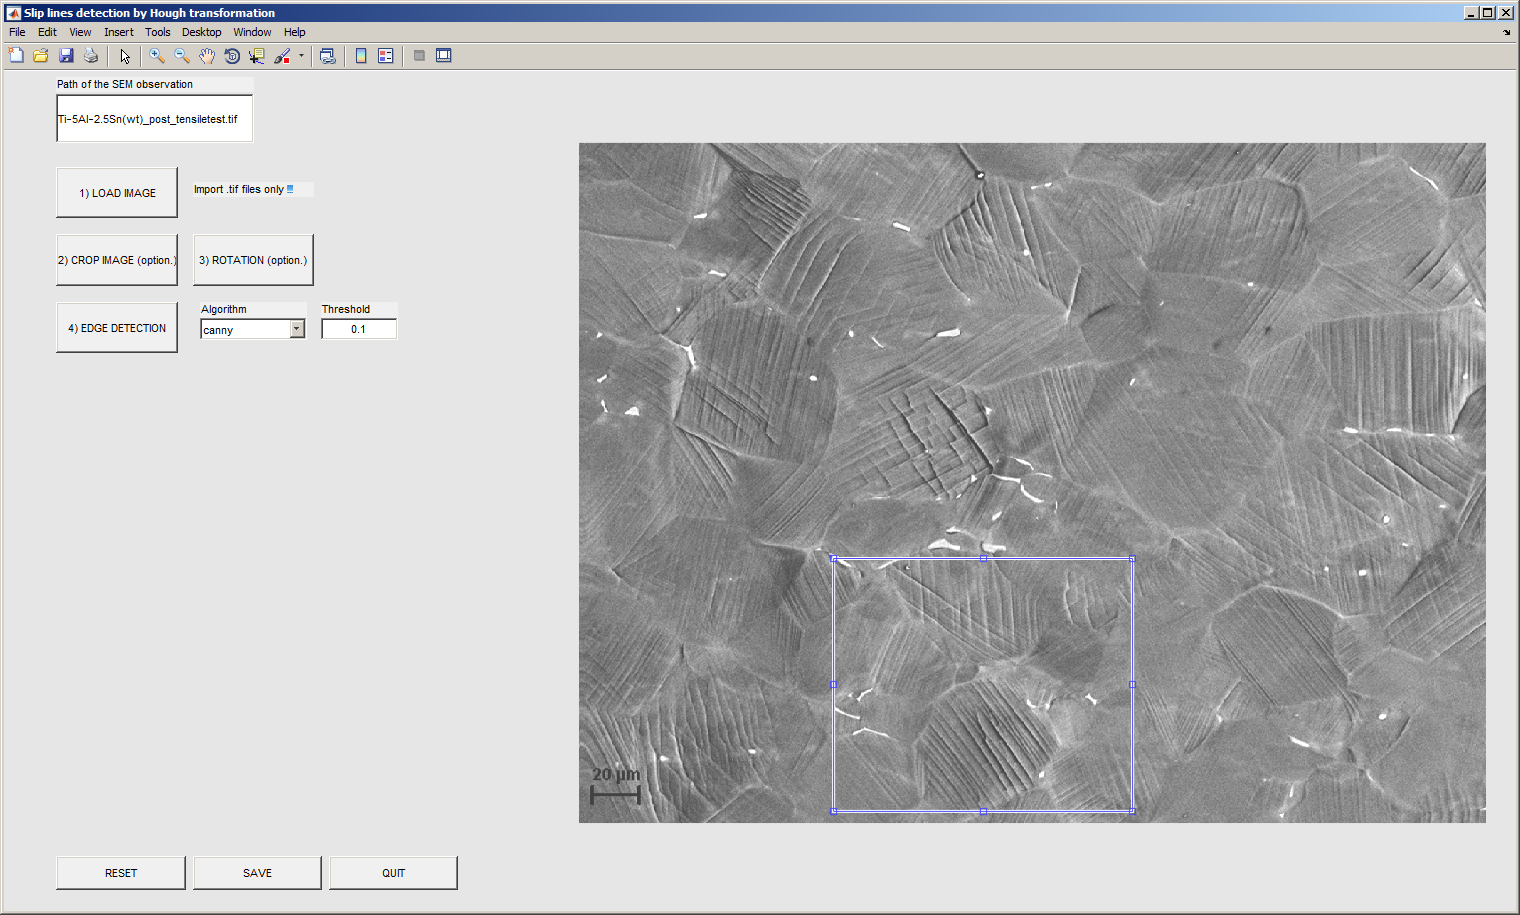 Slip lines detection by Hough transformation
File Edit View Insert Tools Desktop Window Help
Path of the SEM observation
Ti-5Al-2.5Sn(wt)_post_tensiletest.tif
1) LOAD IMAGE
Import .tif files only !!
2) CROP IMAGE (option.)
3) ROTATION (option.)
4) EDGE DETECTION
Algorithm
canny
Threshold
0.1
20 µm
RESET
SAVE
QUIT